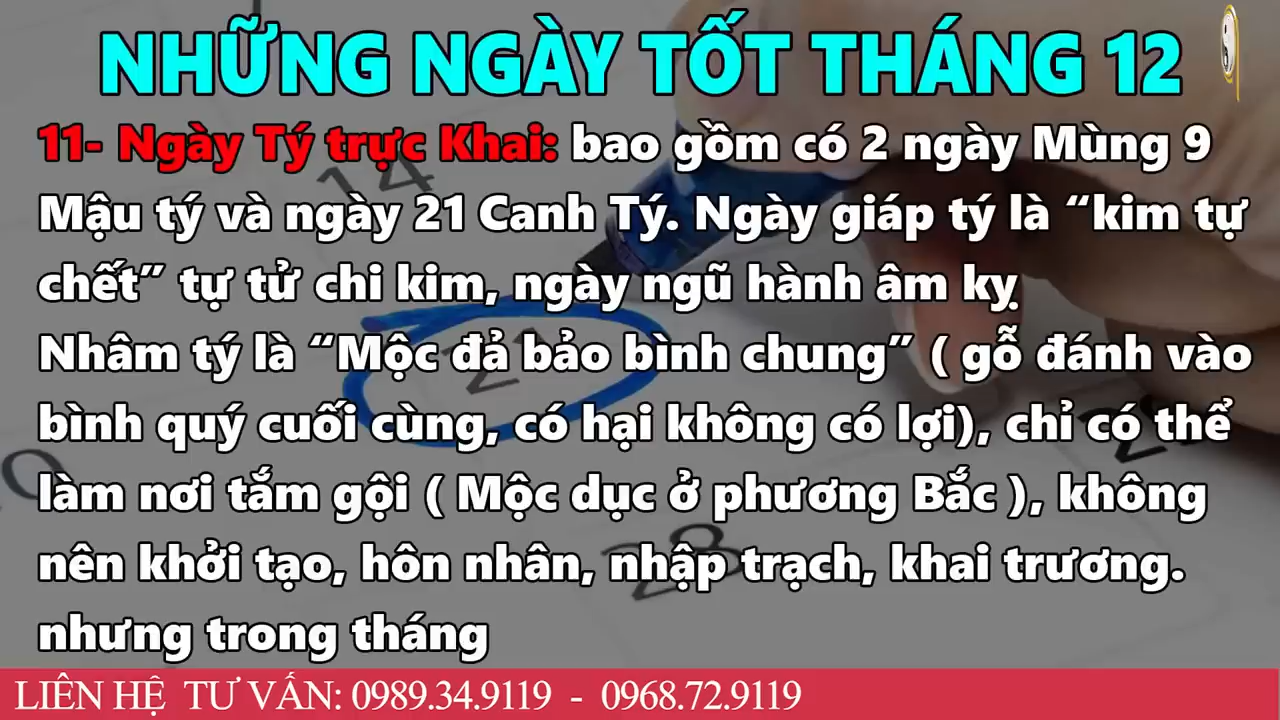 NHỮNG NGÀY TỐT THÁNG 12
11- Ngày Tý trực Khai: bao gồm có 2 ngày Mùng 9
Mậu tý và ngày 21 Canh Tý. Ngày giáp tý là “kim tự
chết” tự tử chi kim, ngày ngũ hành âm kỵ
Nhâm tý là “Mộc đả bảo bình chung” ( gỗ đánh vào
bình quý cuối cùng, có hại không có lợi), chỉ có thể
làm nơi tắm gội ( Mộc dục ở phương Bắc ), không
nên khởi tạo, hôn nhân, nhập trạch, khai trương.
nhưng trong tháng
14
21
28
LIÊN HỆ TƯ VẤN: 0989.34.9119 - 0968.72.9119